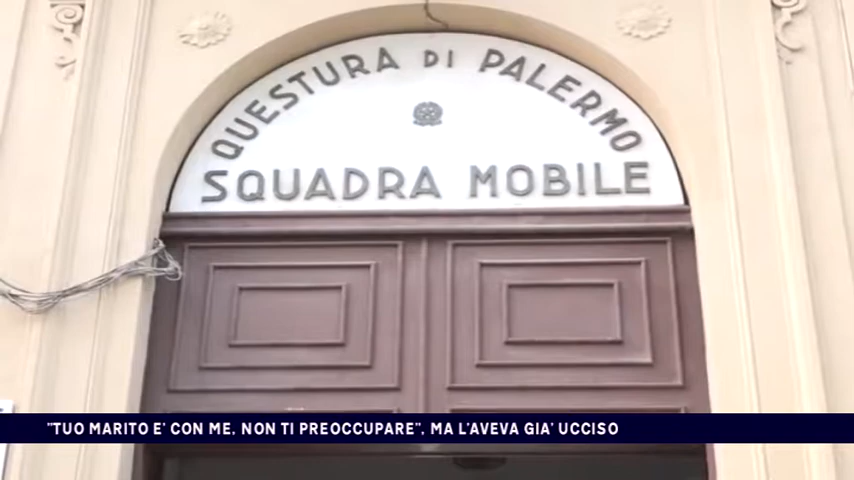 QUESTURA DI PALERMO
SQUADRA MOBILE
"TUO MARITO E' CON ME, NON TI PREOCCUPARE", MA L'AVEVA GIA' UCCISO